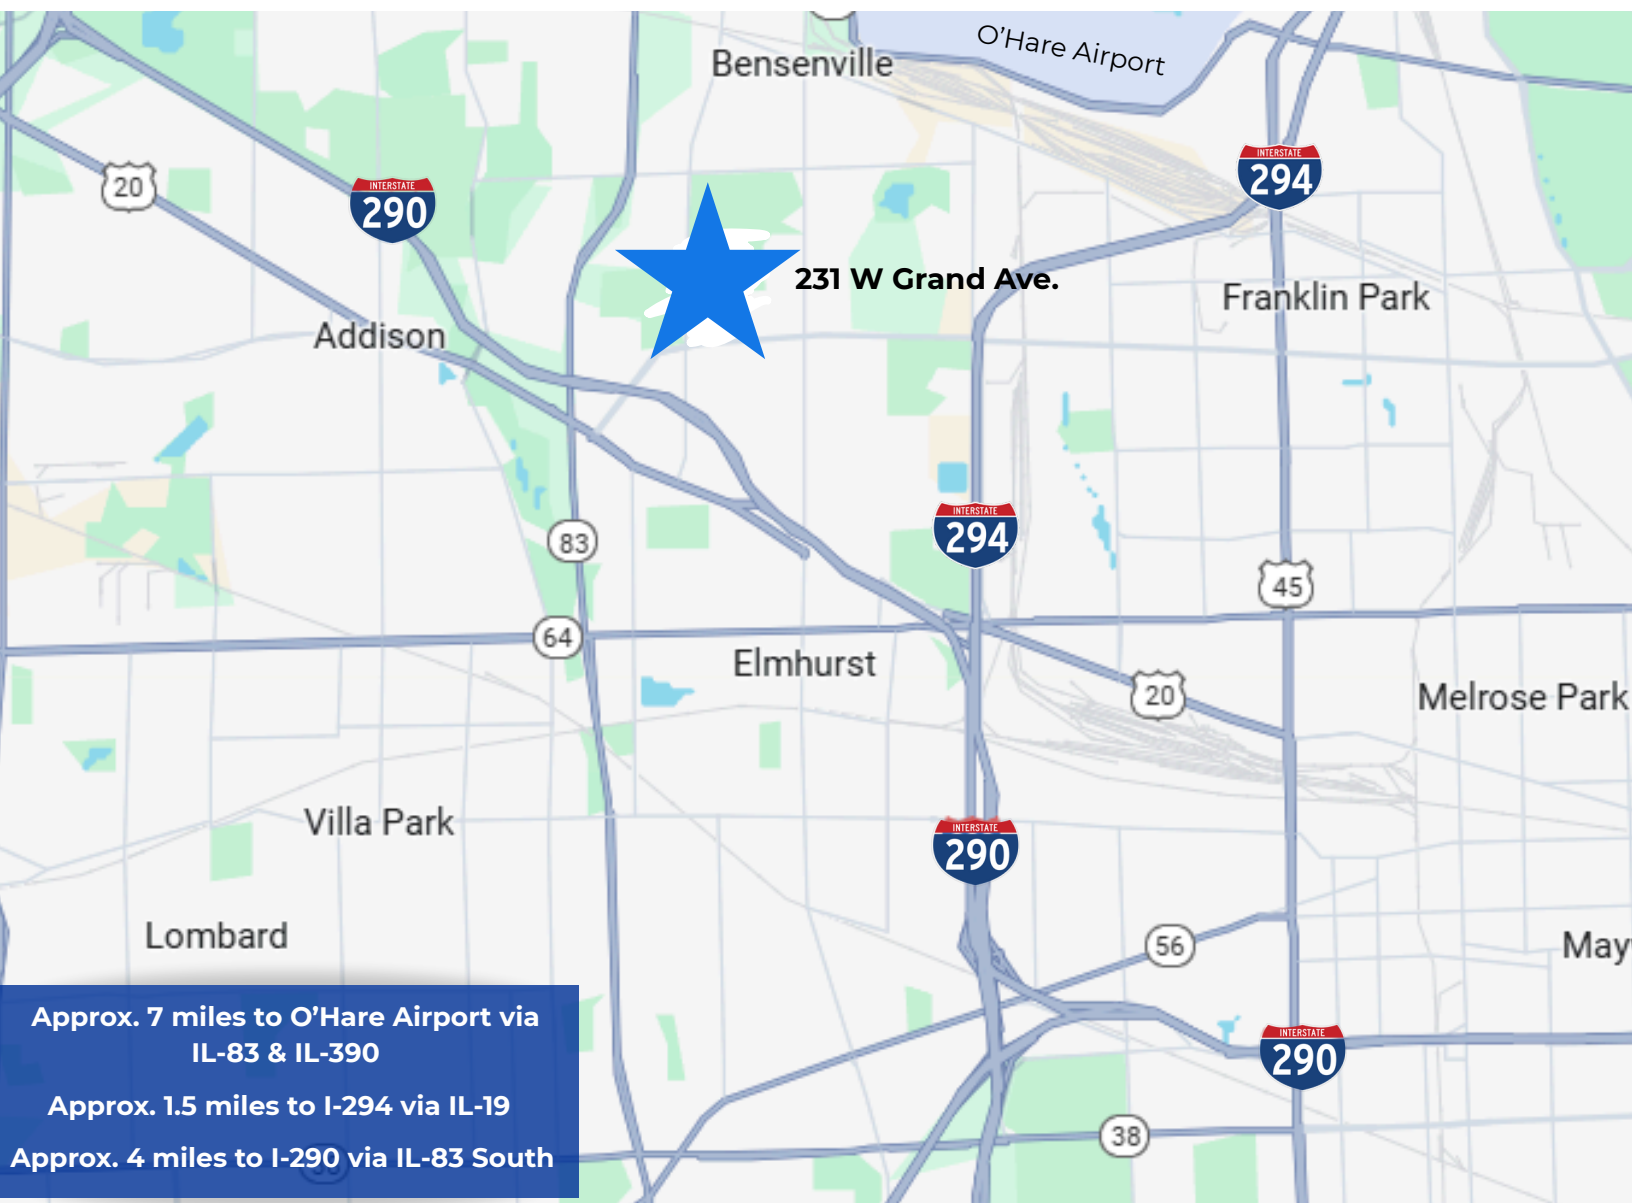 O'Hare Airport
Bensenville
INTERSTATE
294
20
INTERSTATE
290
231 W Grand Ave.
Franklin Park
Addison
INTERSTATE
294
83
45
64
Elmhurst
20
Melrose Park
Villa Park
INTERSTATE
290
Lombard
56
Approx. 7 miles to O'Hare Airport via
IL-83 & IL-390
INTERSTATE
290
Approx. 1.5 miles to I-294 via IL-19
38
Approx. 4 miles to I-290 via IL-83 South